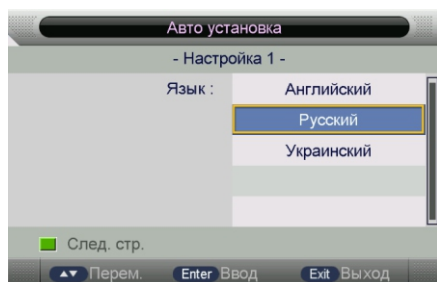 Авто установка
- Настройка 1 -
Язык : Английский
Русский
Украинский
След. стр.
Перем. Enter Ввод Exit Выход